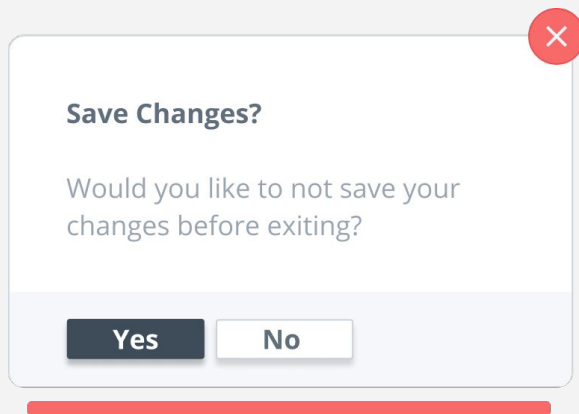 Save Changes?
Would you like to not save your
changes before exiting?
Yes No